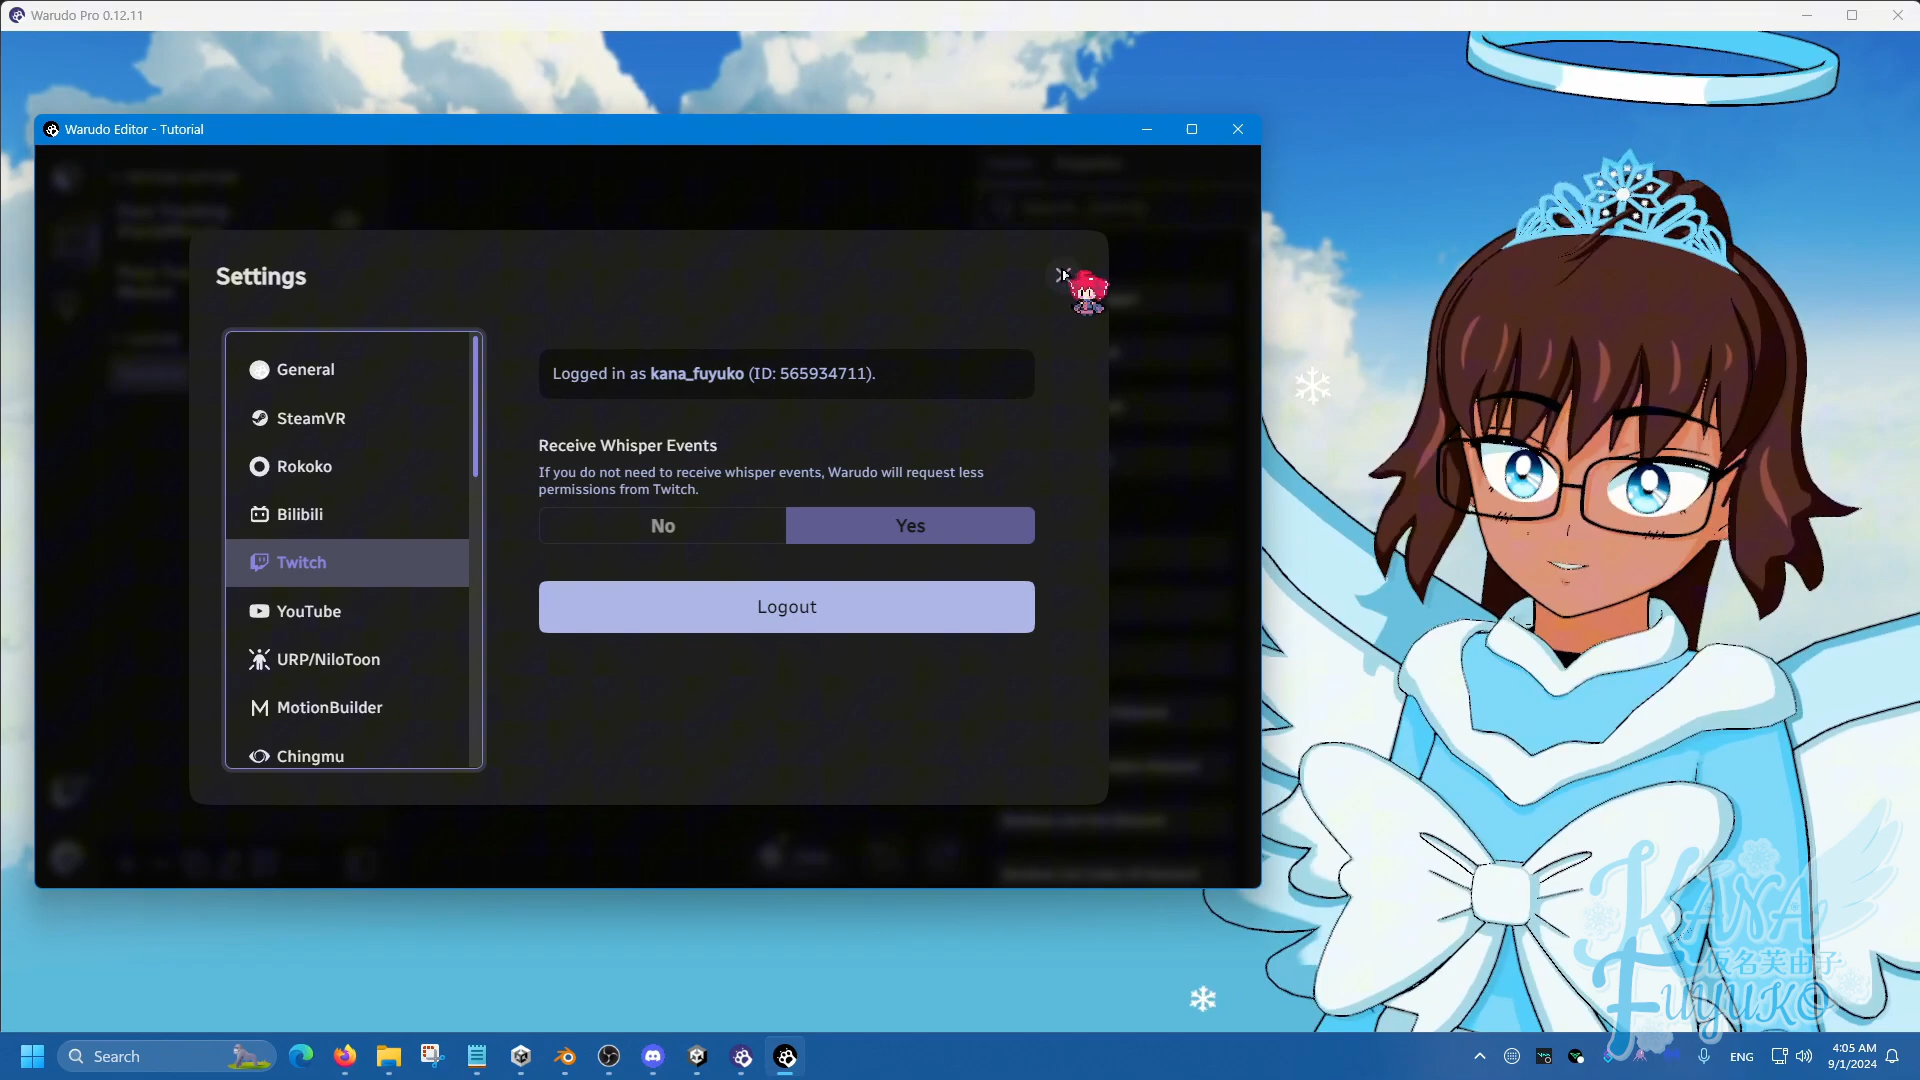 Warudo Pro 0.12.11
Warudo Editor - Tutorial
Settings
General
SteamVR
Rokoko
Bilibili
Twitch
YouTube
URP/NiloToon
MotionBuilder
Chingmu
Logged in as kana_fuyuko (ID: 565934711).
Receive Whisper Events
If you do not need to receive whisper events, Warudo will request less
permissions from Twitch.
No
Yes
Logout
KANA
仮名芙由子
FUYUKO
Search
ENG
4:05 AM
9/1/2024